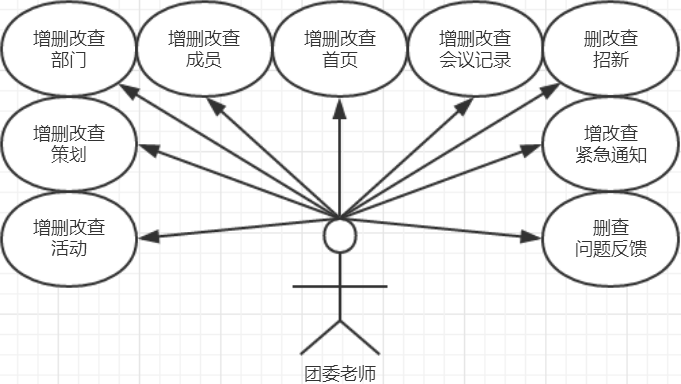 增删改查
部门
增删改查
成员
增删改查
首页
增删改查
会议记录
删改查
招新
增删改查
策划
增改查
紧急通知
增删改查
活动
删查
问题反馈
团委老师